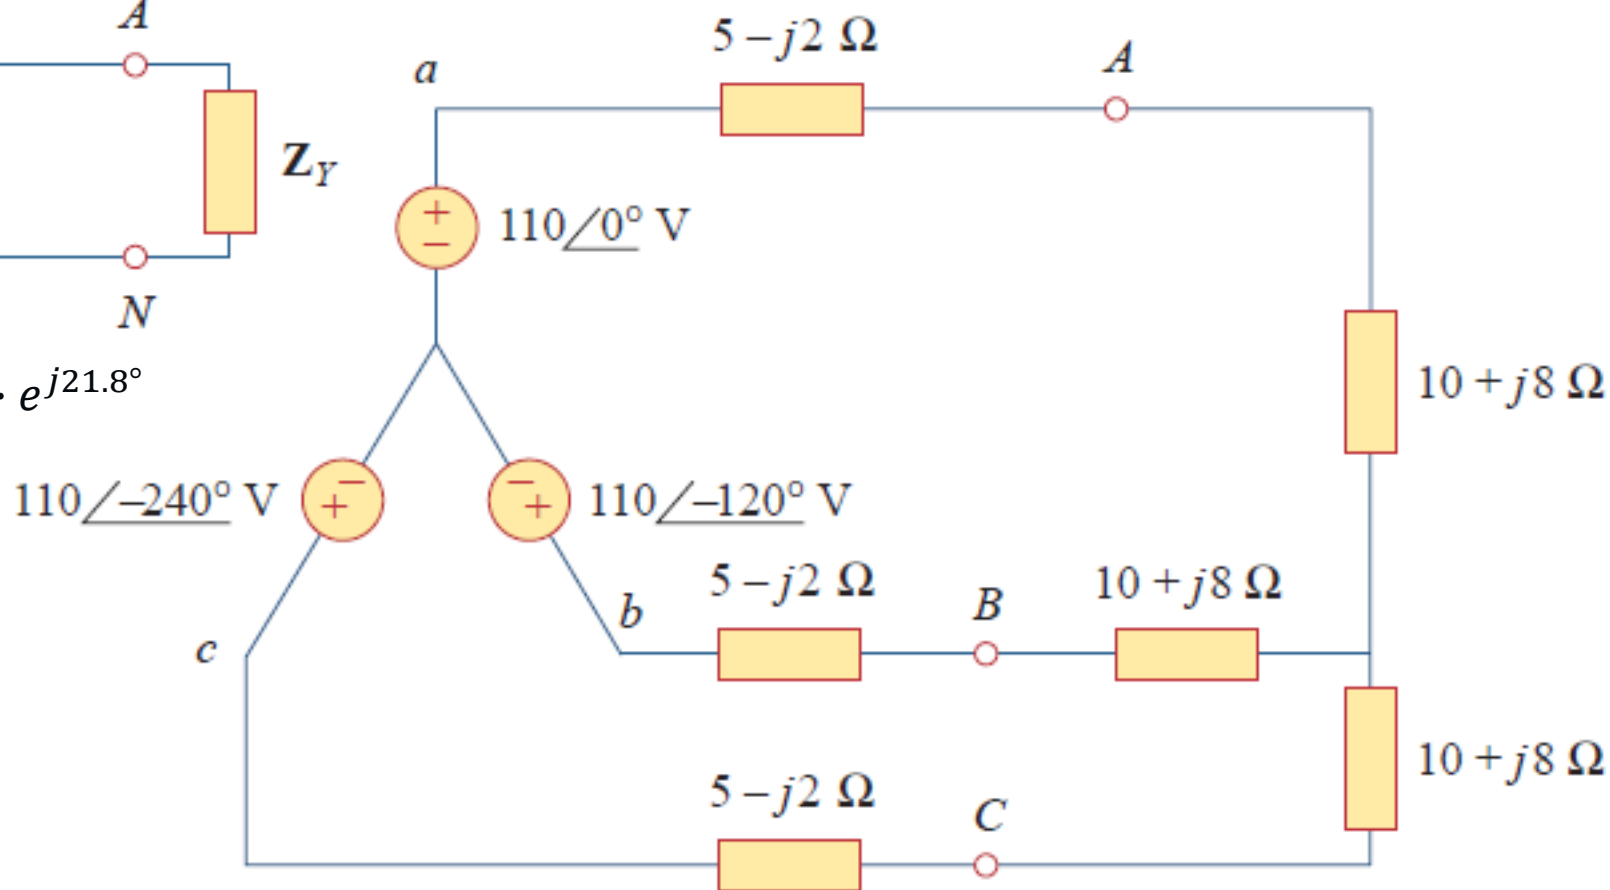 A
5 – j2 Ω
A
a
Z_Y
+
−
110∠0° V
N
10 + j8 Ω
· e^{j21.8°}
110∠–240° V
−
+
−
+
110∠–120° V
5 – j2 Ω
10 + j8 Ω
b
B
c
5 – j2 Ω
C
10 + j8 Ω